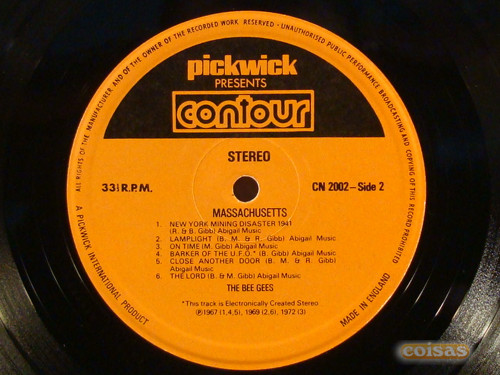 ALL RIGHTS OF THE MANUFACTURER AND OF THE OWNER OF THE RECORDED WORK RESERVED - UNAUTHORISED PUBLIC PERFORMANCE BROADCASTING AND COPYING OF THIS RECORD PROHIBITED
pickwick
PRESENTS
contour
STEREO
33⅓ R.P.M.
CN 2002-Side 2
MASSACHUSETTS
1. NEW YORK MINING DISASTER 1941
(R. & B. Gibb) Abigail Music
2. LAMPLIGHT (B. M. & R. Gibb) Abigail Music
3. ON TIME (M. Gibb) Abigail Music
4. BARKER OF THE U.F.O.* (B. Gibb) Abigail Music
5. CLOSE ANOTHER DOOR (B. M. & R. Gibb)
Abigail Music
6. THE LORD (B. & M. Gibb) Abigail Music
THE BEE GEES
*This track is Electronically Created Stereo
℗1967 (1,4,5), 1969 (2,6), 1972 (3)
A PICKWICK INTERNATIONAL PRODUCT
MADE IN ENGLAND
coisas